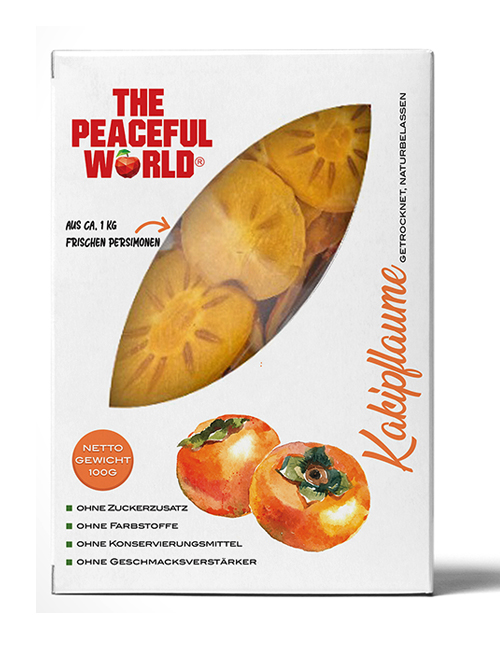 THE
PEACEFUL
WORLD®
AUS CA. 1 KG
FRISCHEN PERSIMONEN
Kakipflaume
GETROCKNET, NATURBELASSEN
NETTO
GEWICHT
100G
OHNE ZUCKERZUSATZ
OHNE FARBSTOFFE
OHNE KONSERVIERUNGSMITTEL
OHNE GESCHMACKSVERSTÄRKER